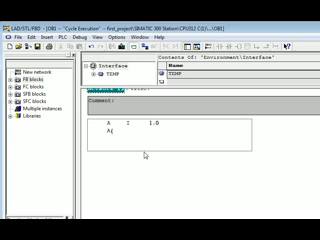 LAD/STL/FBD - [OB1 -- "Cycle Execution" -- first_project\SIMATIC 300 Station\CPU312 C(1)\...\OB1]
File Edit Insert PLC Debug View Options Window Help
Contents Of: 'Environment\Interface'
Interface
TEMP
Name
TEMP
New network
FB blocks
FC blocks
SFB blocks
SFC blocks
Multiple instances
Libraries
Comment:
A I 1.0
A(